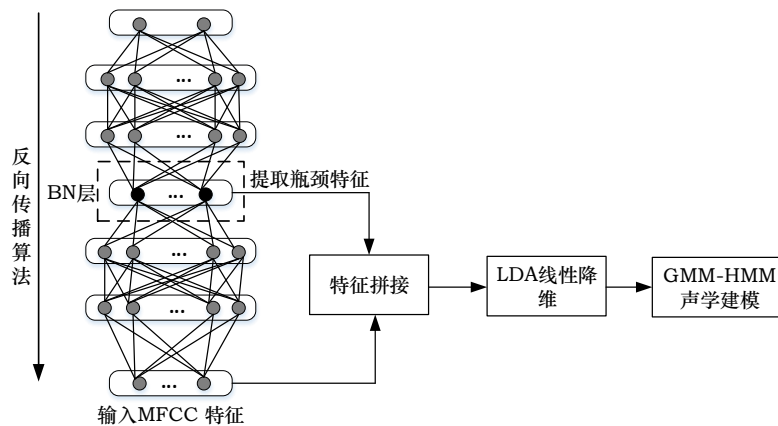 反向传播算法
...
...
BN层
...
提取瓶颈特征
...
...
...
特征拼接
LDA线性降
维
GMM-HMM
声学建模
输入MFCC 特征